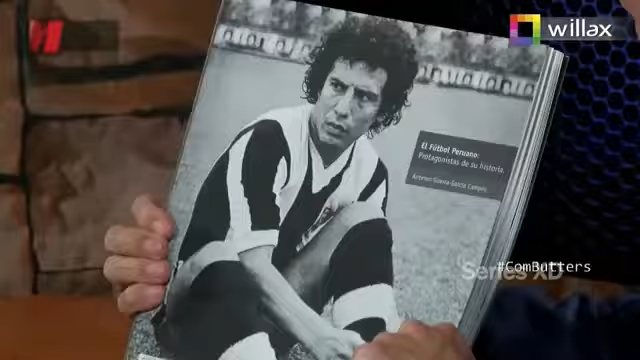 willax
El Fútbol Peruano:
Protagonistas de su historia.
#ComButters
Series XD